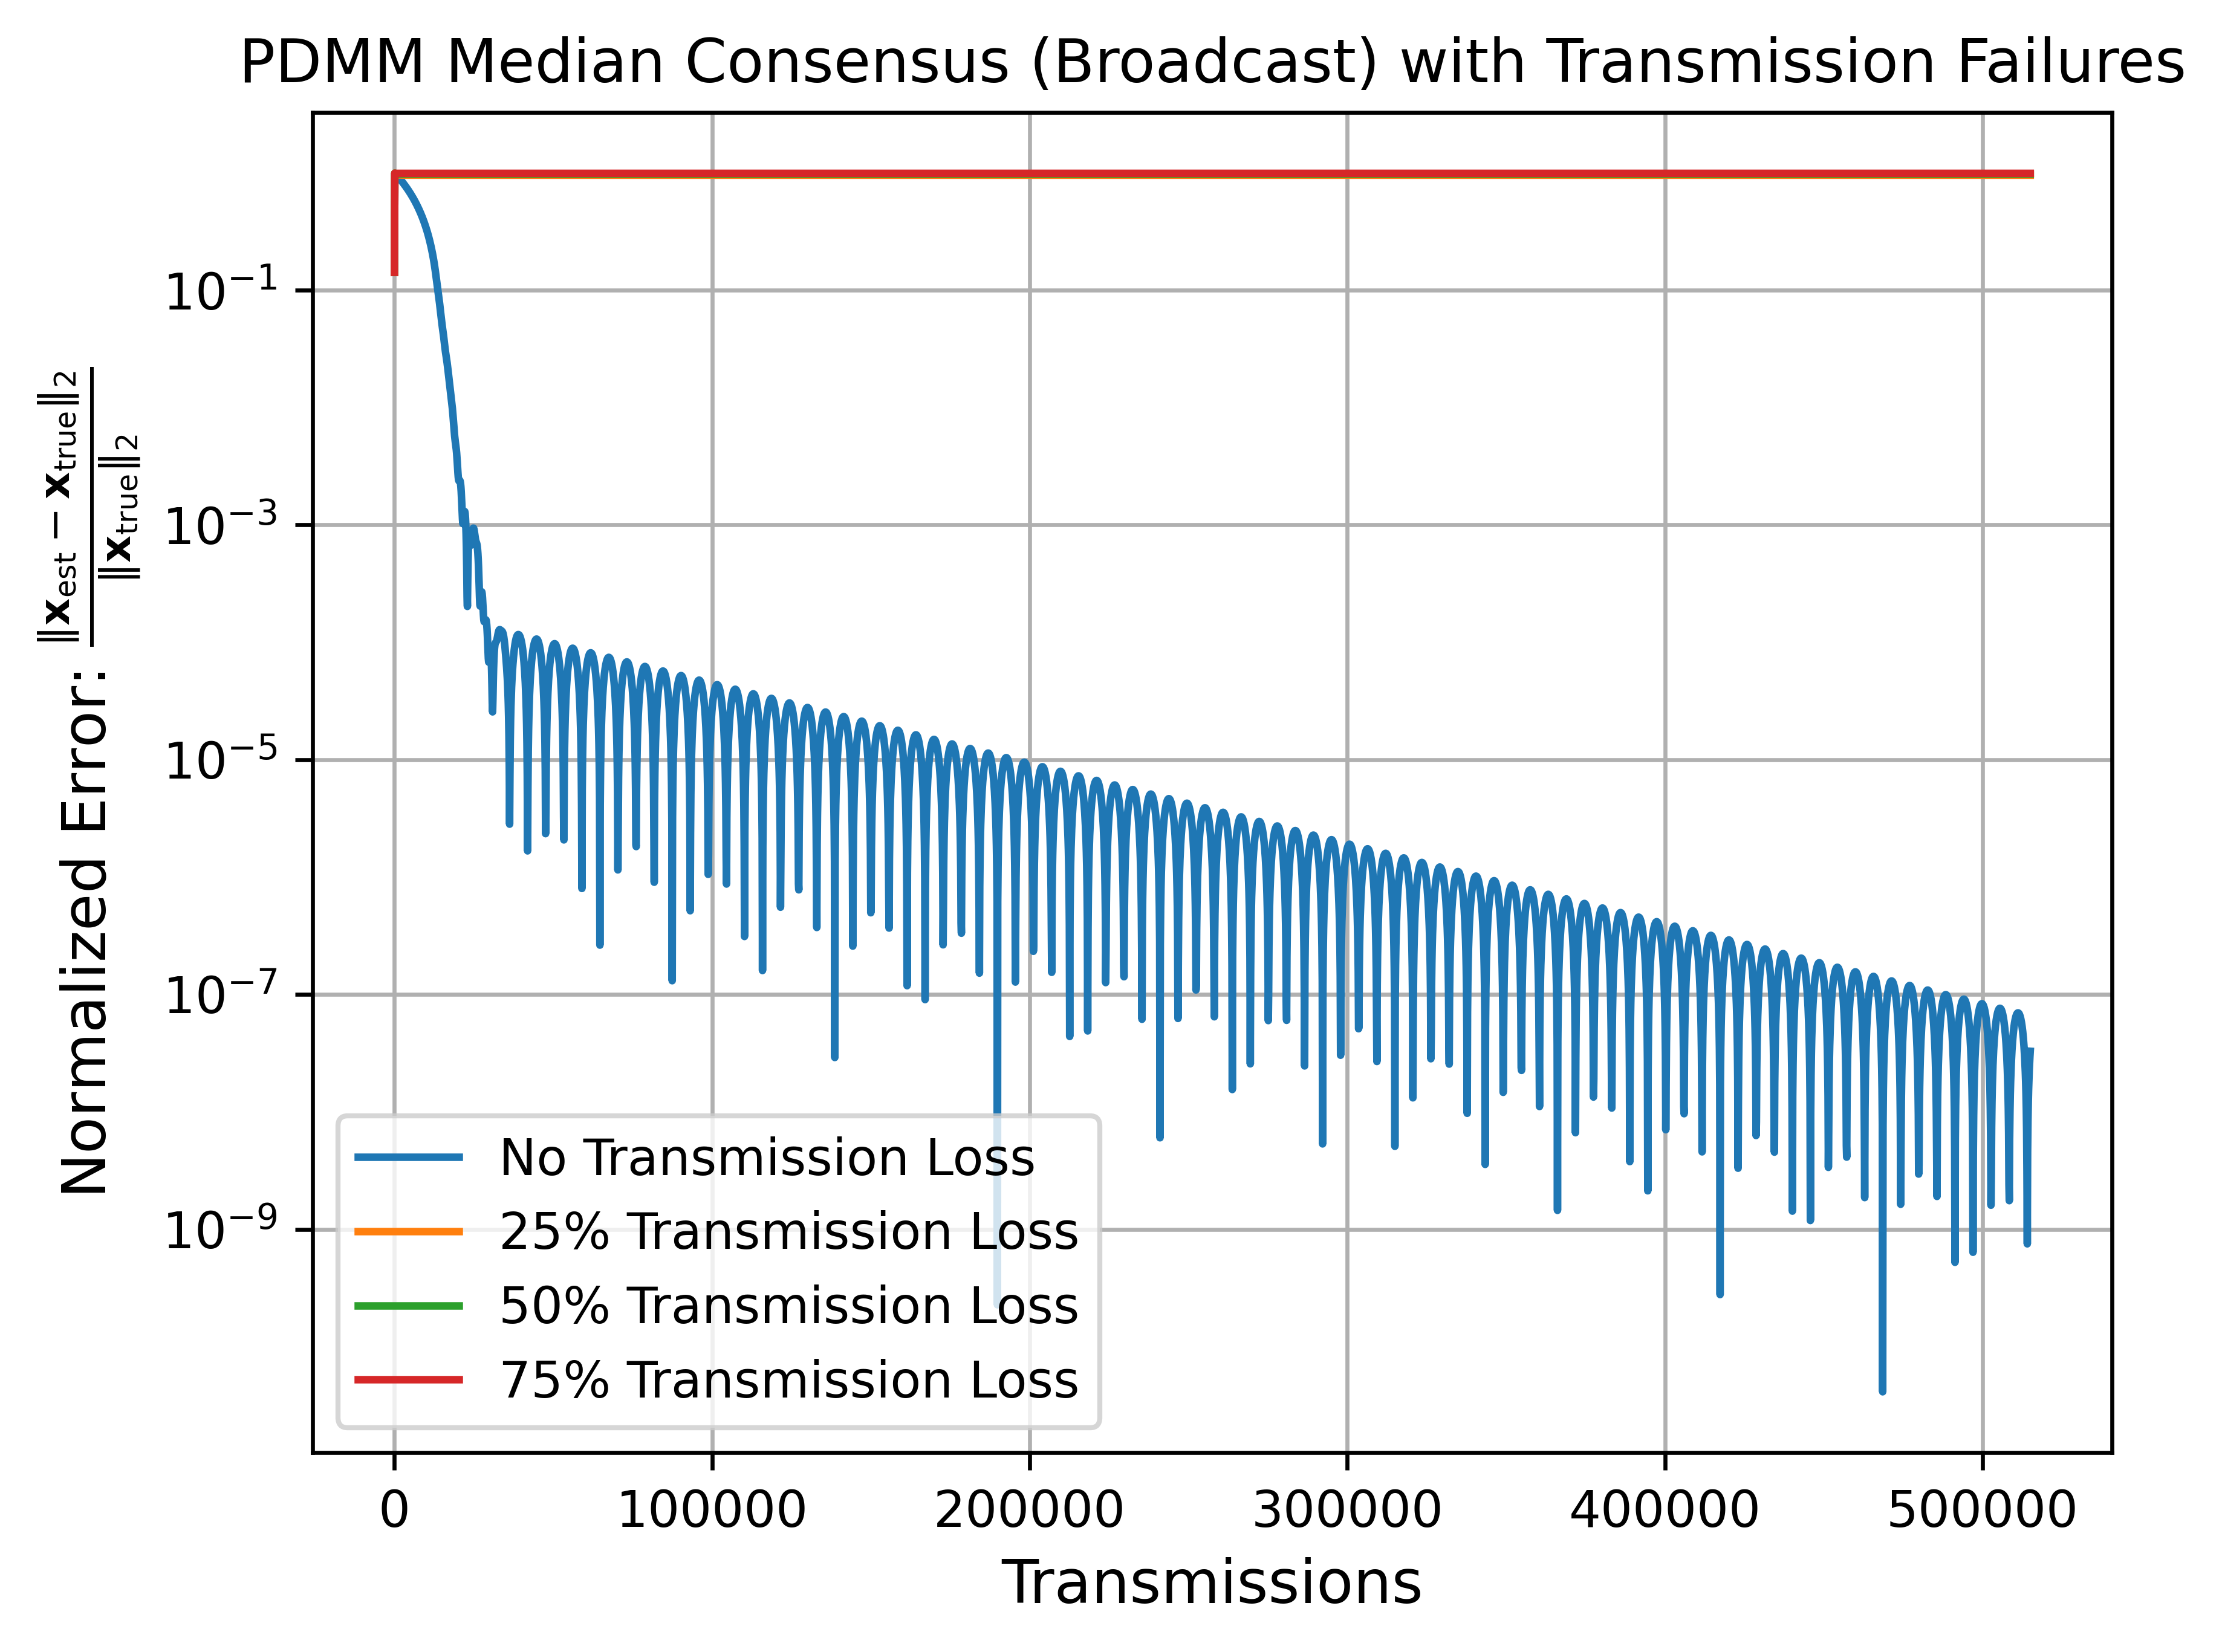 PDMM Median Consensus (Broadcast) with Transmission Failures
Normalized Error: ‖x_est − x_true‖₂ / ‖x_true‖₂
10⁻¹
10⁻³
10⁻⁵
10⁻⁷
10⁻⁹
No Transmission Loss
25% Transmission Loss
50% Transmission Loss
75% Transmission Loss
0 100000 200000 300000 400000 500000
Transmissions